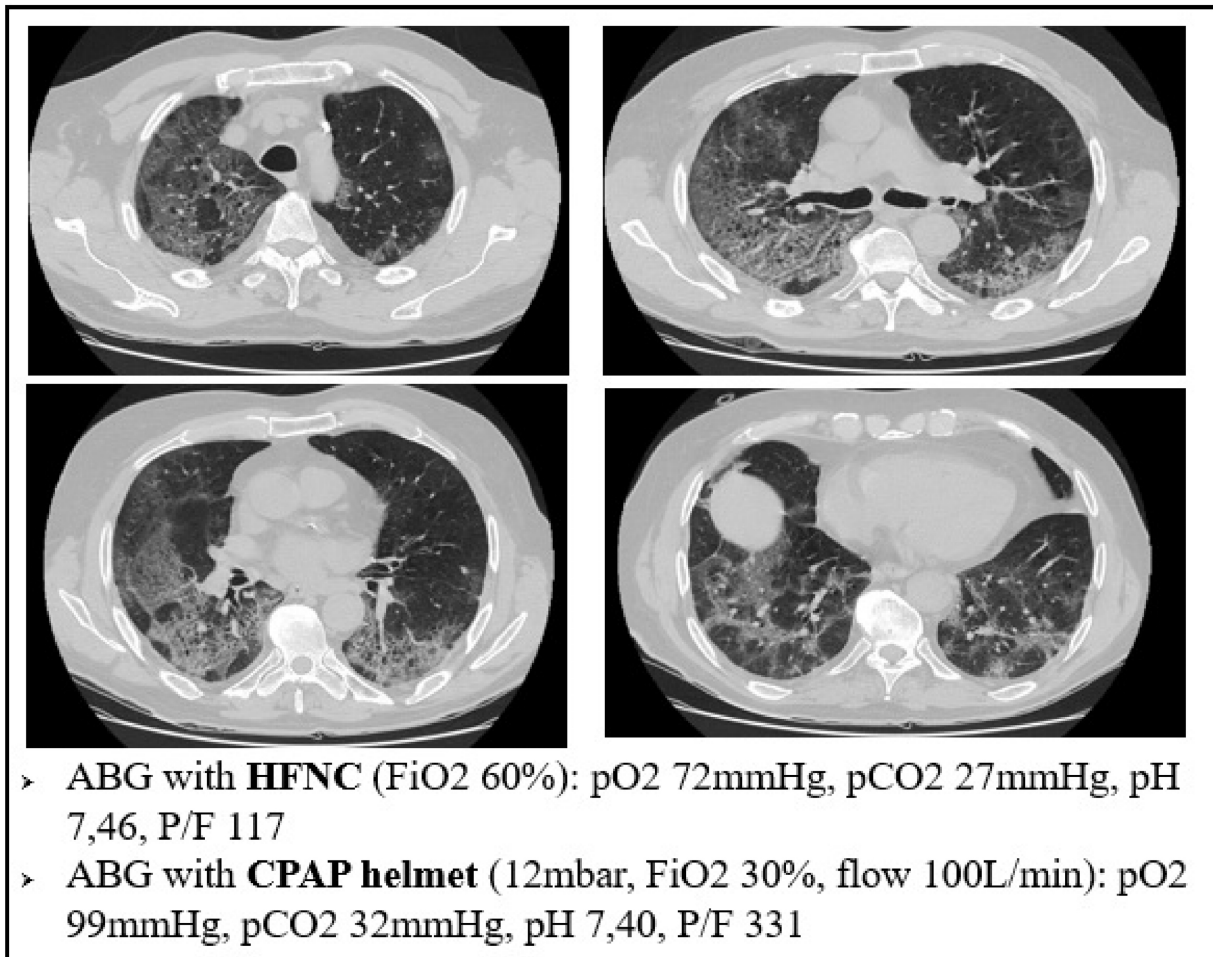 ➤ ABG with HFNC (FiO2 60%): pO2 72mmHg, pCO2 27mmHg, pH
7,46, P/F 117
➤ ABG with CPAP helmet (12mbar, FiO2 30%, flow 100L/min): pO2
99mmHg, pCO2 32mmHg, pH 7,40, P/F 331